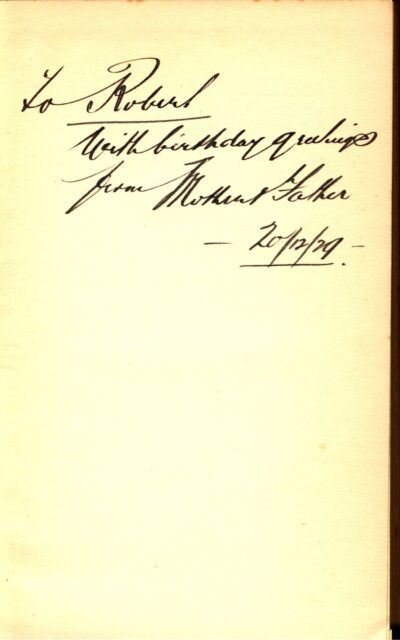 To Robert
With birthday greetings
from Mother & Father
– 20/12/29 –